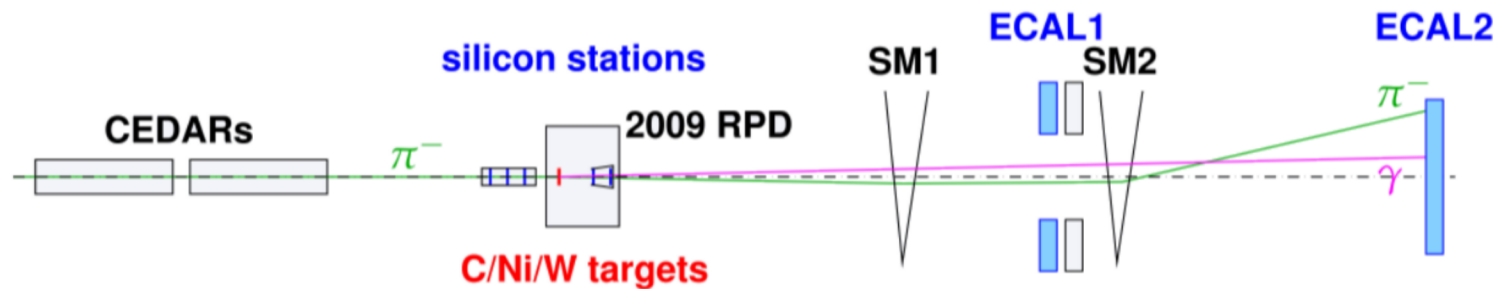 ECAL1
ECAL2
silicon stations
SM1
SM2
π⁻
CEDARs
2009 RPD
π⁻
γ
C/Ni/W targets